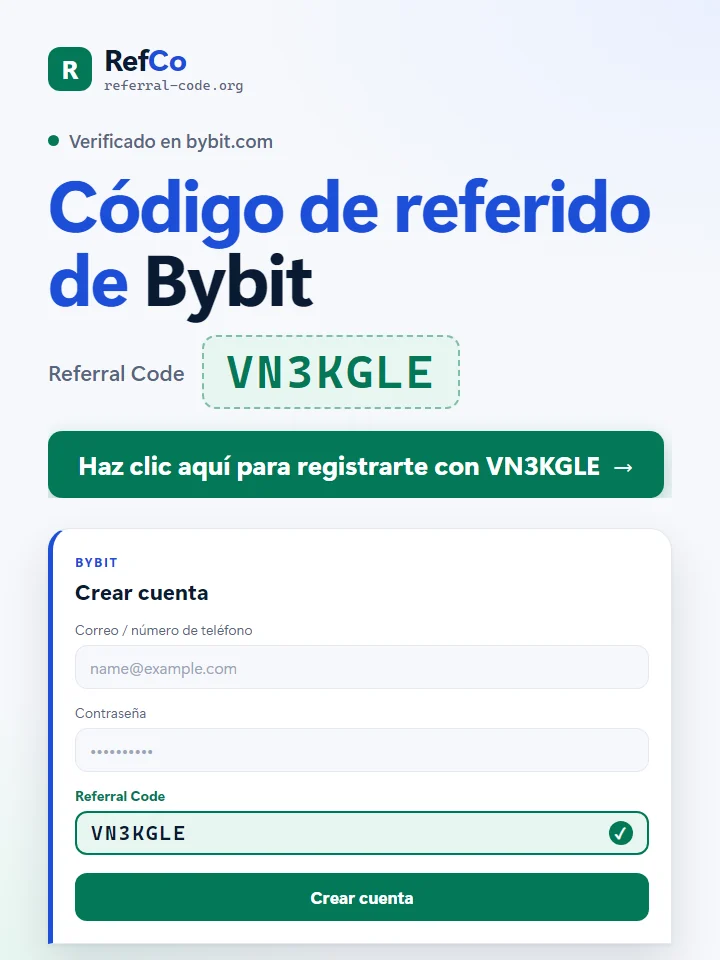 R
RefCo
referral-code.org
Verificado en bybit.com
Código de referido
de Bybit
Referral Code
VN3KGLE
Haz clic aquí para registrarte con VN3KGLE →
BYBIT
Crear cuenta
Correo / número de teléfono
name@example.com
Contraseña
••••••••••
Referral Code
VN3KGLE
Crear cuenta